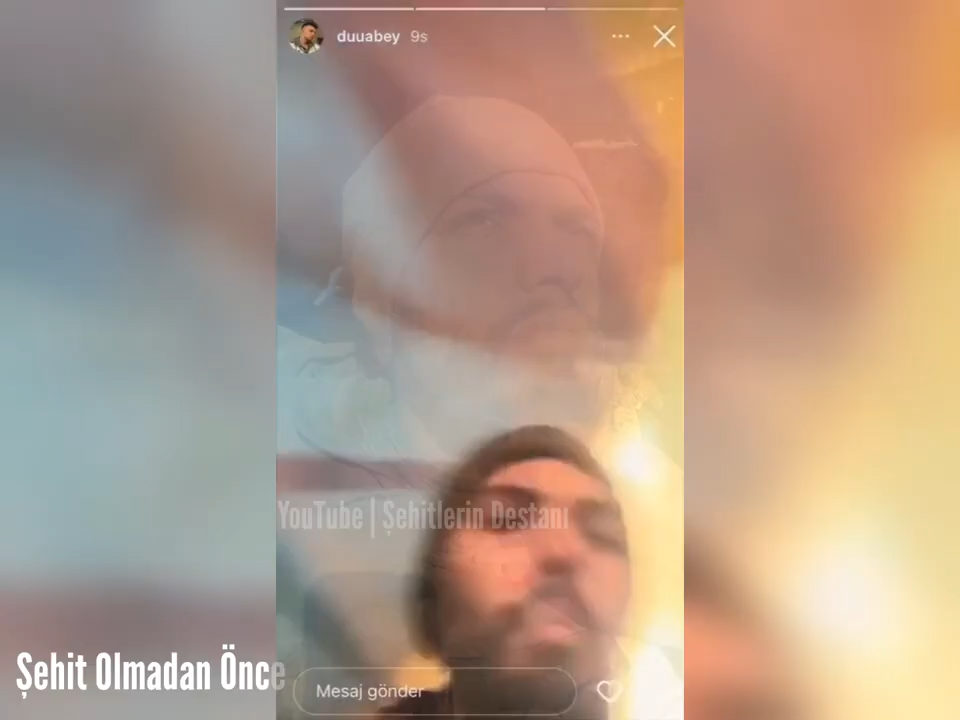 duuabey 9s
YouTube | Şehitlerin Destanı
Şehit Olmadan Önce
Mesaj gönder